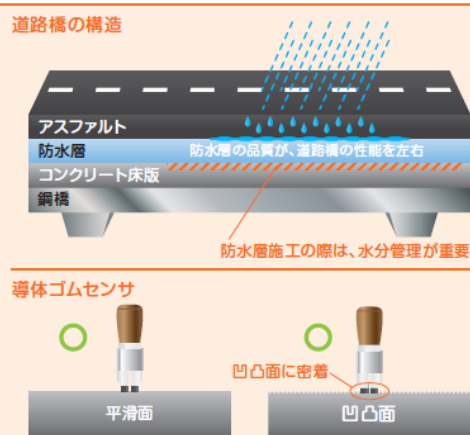 道路橋の構造
アスファルト
防水層
防水層の品質が、道路橋の性能を左右
コンクリート床版
鋼橋
防水層施工の際は、水分管理が重要
導体ゴムセンサ
凹凸面に密着
平滑面
凹凸面